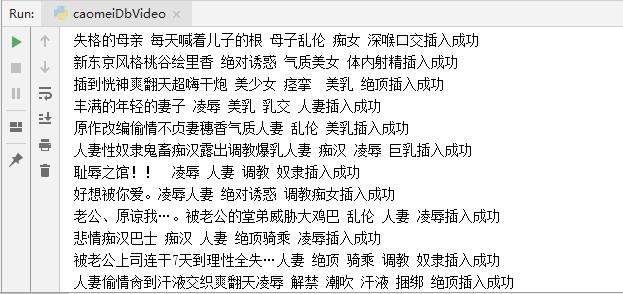 Run: caomeiDbVideo
失格的母亲 每天喊着儿子的根 母子乱伦 痴女 深喉口交插入成功
新东京风格桃谷绘里香 绝对诱惑 气质美女 体内射精插入成功
插到恍神爽翻天超嗨干炮 美少女 痉挛 美乳 绝顶插入成功
丰满的年轻的妻子 凌辱 美乳 乳交 人妻插入成功
原作改编偷情不贞妻穗香气质人妻 乱伦 美乳插入成功
人妻性奴隶鬼畜痴汉露出调教爆乳人妻 痴汉 凌辱 巨乳插入成功
耻辱之馆！！ 凌辱 人妻 调教 奴隶插入成功
好想被你爱。凌辱人妻 绝对诱惑 调教痴女插入成功
老公、原谅我…。被老公的堂弟威胁大鸡巴 乱伦 人妻 凌辱插入成功
悲情痴汉巴士 痴汉 人妻 绝顶骑乘 凌辱插入成功
被老公上司连干7天到理性全失…人妻 绝顶 骑乘 调教 奴隶插入成功
人妻偷情肏到汗液交织爽翻天凌辱 解禁 潮吹 汗液 捆绑 绝顶插入成功